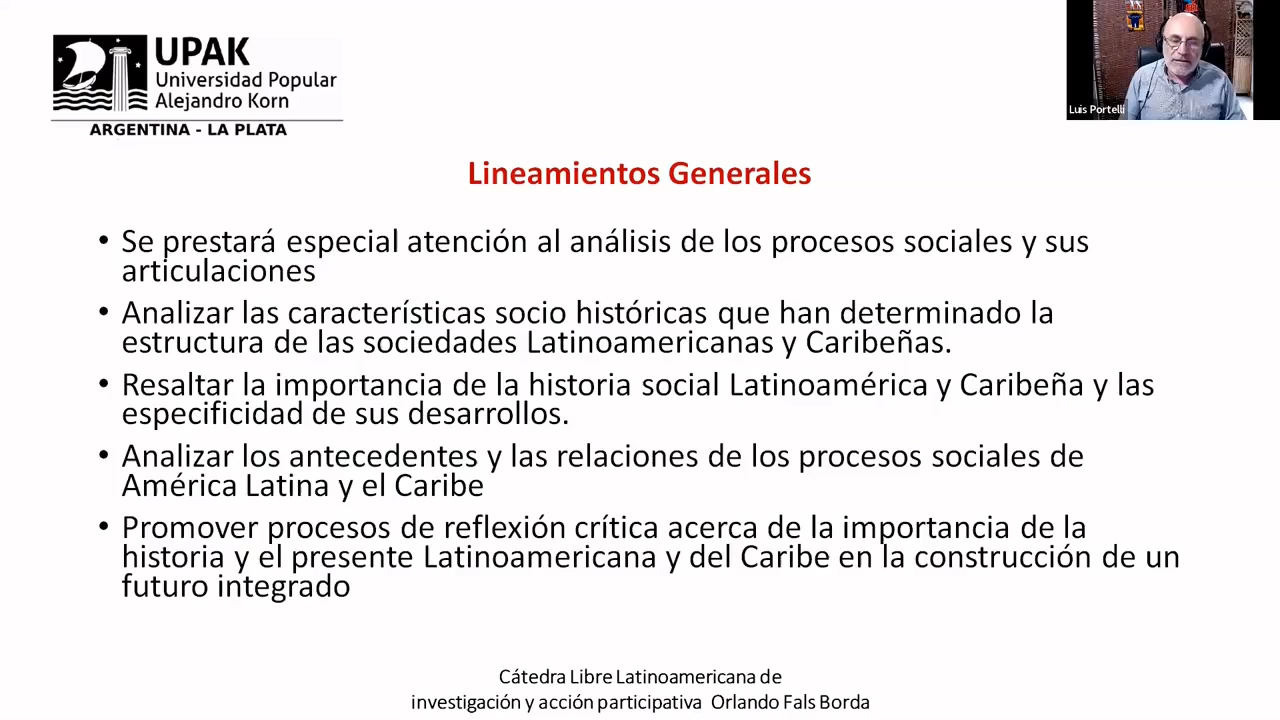 UPAK
Universidad Popular
Alejandro Korn
ARGENTINA - LA PLATA
Luis Portelli
Lineamientos Generales
• Se prestará especial atención al análisis de los procesos sociales y sus
articulaciones
• Analizar las características socio históricas que han determinado la
estructura de las sociedades Latinoamericanas y Caribeñas.
• Resaltar la importancia de la historia social Latinoamérica y Caribeña y las
especificidad de sus desarrollos.
• Analizar los antecedentes y las relaciones de los procesos sociales de
América Latina y el Caribe
• Promover procesos de reflexión crítica acerca de la importancia de la
historia y el presente Latinoamericana y del Caribe en la construcción de un
futuro integrado
Cátedra Libre Latinoamericana de
investigación y acción participativa Orlando Fals Borda